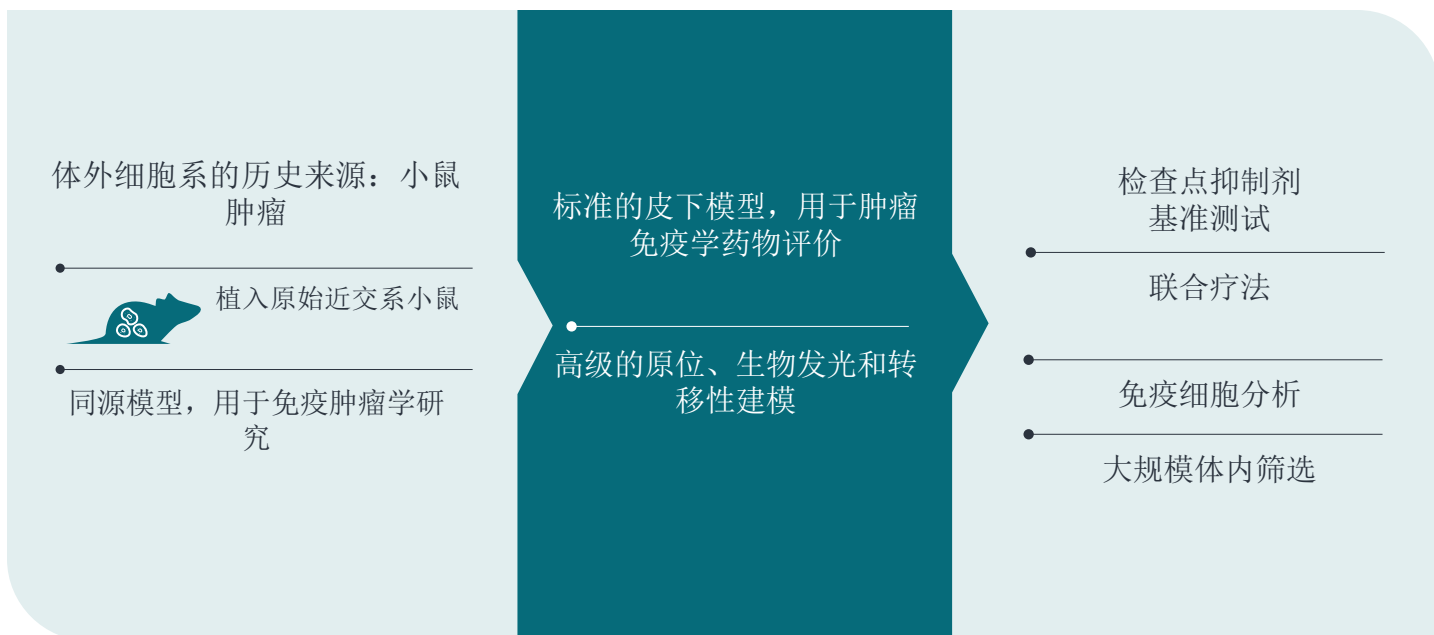 体外细胞系的历史来源：小鼠
肿瘤
植入原始近交系小鼠
同源模型，用于免疫肿瘤学研
究
标准的皮下模型，用于肿瘤
免疫学药物评价
高级的原位、生物发光和转
移性建模
检查点抑制剂
基准测试
联合疗法
免疫细胞分析
大规模体内筛选